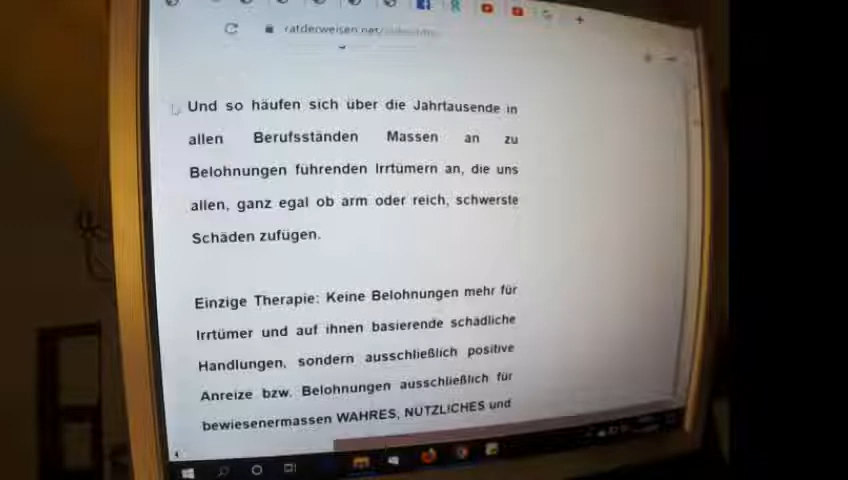 ratderweisen.net/
Und so häufen sich über die Jahrtausende in
allen Berufsständen Massen an zu
Belohnungen führenden Irrtümern an, die uns
allen, ganz egal ob arm oder reich, schwerste
Schäden zufügen.
Einzige Therapie: Keine Belohnungen mehr für
Irrtümer und auf ihnen basierende schädliche
Handlungen, sondern ausschließlich positive
Anreize bzw. Belohnungen ausschließlich für
bewiesenermassen WAHRES, NÜTZLICHES und